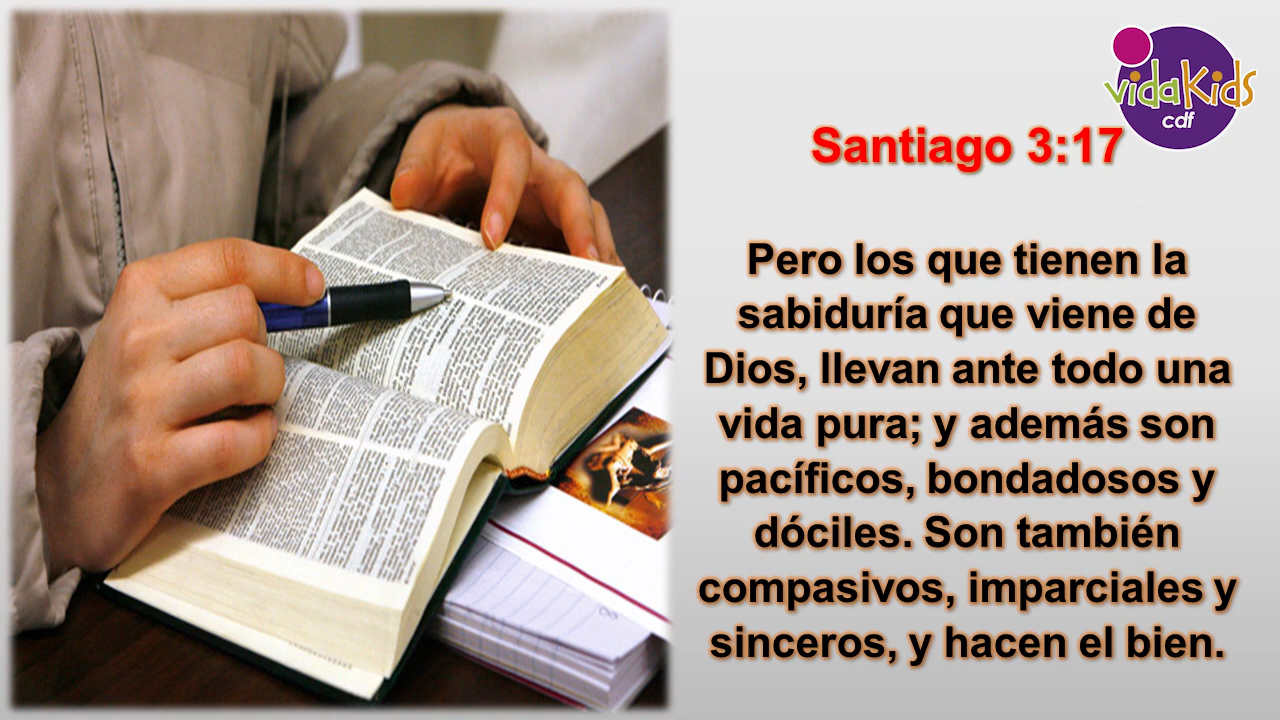 vidaKids
cdf
Santiago 3:17
Pero los que tienen la
sabiduría que viene de
Dios, llevan ante todo una
vida pura; y además son
pacíficos, bondadosos y
dóciles. Son también
compasivos, imparciales y
sinceros, y hacen el bien.